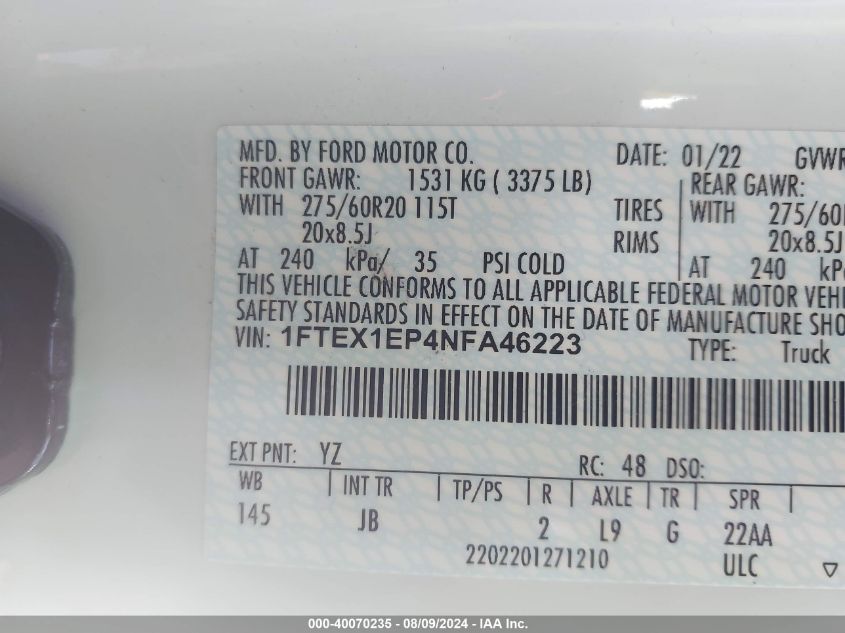 MFD. BY FORD MOTOR CO. DATE: 01/22 GVWR
FRONT GAWR: 1531 KG ( 3375 LB) REAR GAWR:
WITH 275/60R20 115T TIRES WITH 275/60
20x8.5J RIMS 20x8.5J
AT 240 kPa/ 35 PSI COLD AT 240 kPa
THIS VEHICLE CONFORMS TO ALL APPLICABLE FEDERAL MOTOR VEHI
SAFETY STANDARDS IN EFFECT ON THE DATE OF MANUFACTURE SHO
VIN: 1FTEX1EP4NFA46223 TYPE: Truck
EXT PNT: YZ RC: 48 DSO:
WB INT TR TP/PS R AXLE TR SPR
145 JB 2 L9 G 22AA
2202201271210 ULC
000-40070235 - 08/09/2024 - IAA Inc.